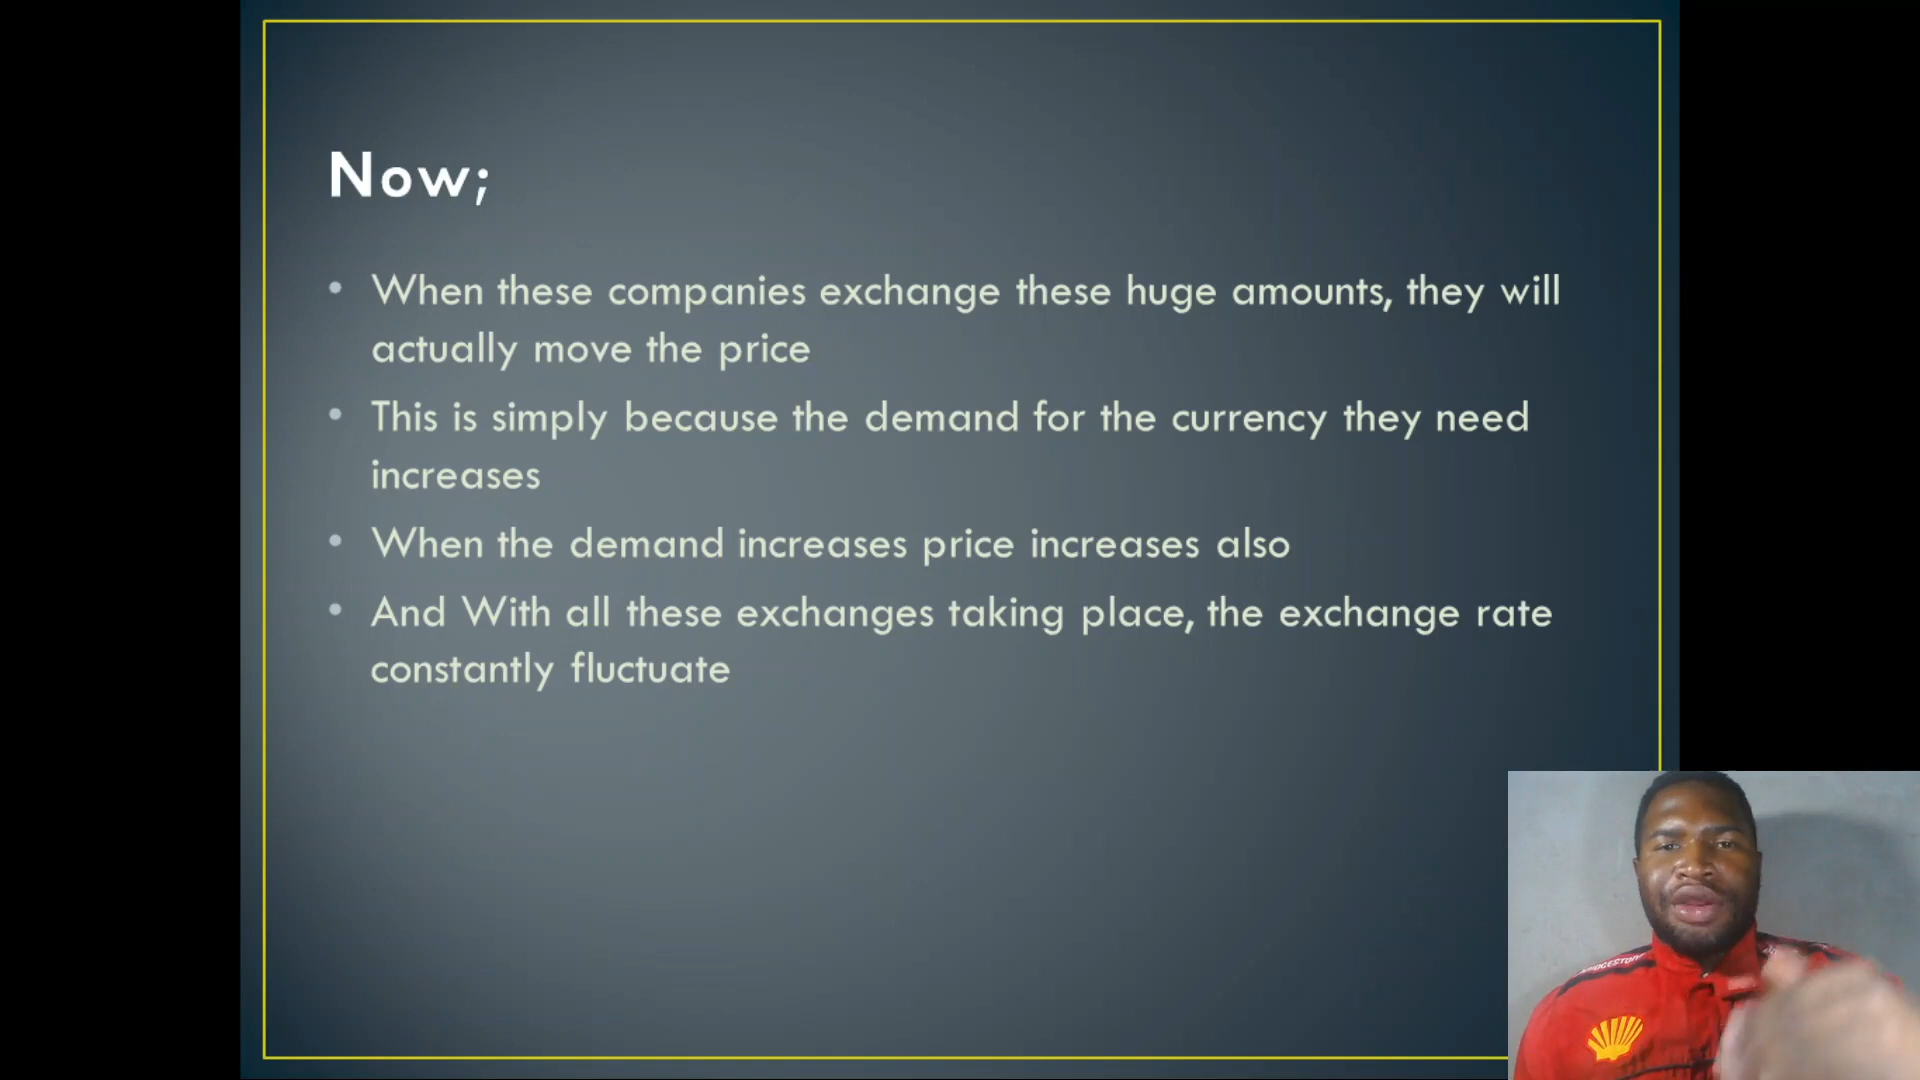 Now;
• When these companies exchange these huge amounts, they will
actually move the price
• This is simply because the demand for the currency they need
increases
• When the demand increases price increases also
• And With all these exchanges taking place, the exchange rate
constantly fluctuate